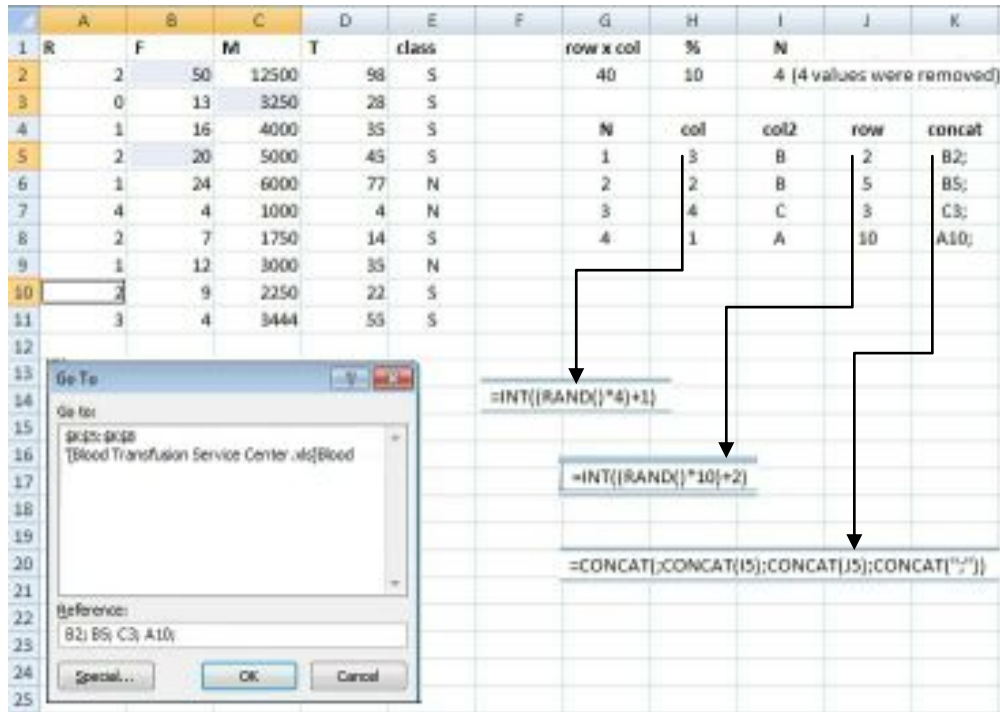 A B C D E F G H I J K
1 R F M T class row x col % N
2 2 50 12500 98 S 40 10 4 (4 values were removed)
3 0 13 3250 28 S
4 1 16 4000 35 S N col col2 row concat
5 2 20 5000 45 S 1 3 B 2 B2;
6 1 24 6000 77 N 2 2 B 5 B5;
7 4 4 1000 4 N 3 4 C 3 C3;
8 2 7 1750 14 S 4 1 A 10 A10;
9 1 12 3000 35 N
10 2 9 2250 22 S
11 3 4 3444 55 S
12
13 Go To
14 =INT((RAND()*4)+1)
Go to:
15 $K$5:$K$8
16 '[Blood Transfusion Service Center.xls]Blood
17 =INT((RAND()*10)+2)
18
19
20 =CONCAT(;CONCAT(I5);CONCAT(J5);CONCAT(";"))
21
22 Reference:
23 B2; B5; C3; A10;
24 Special... OK Cancel
25